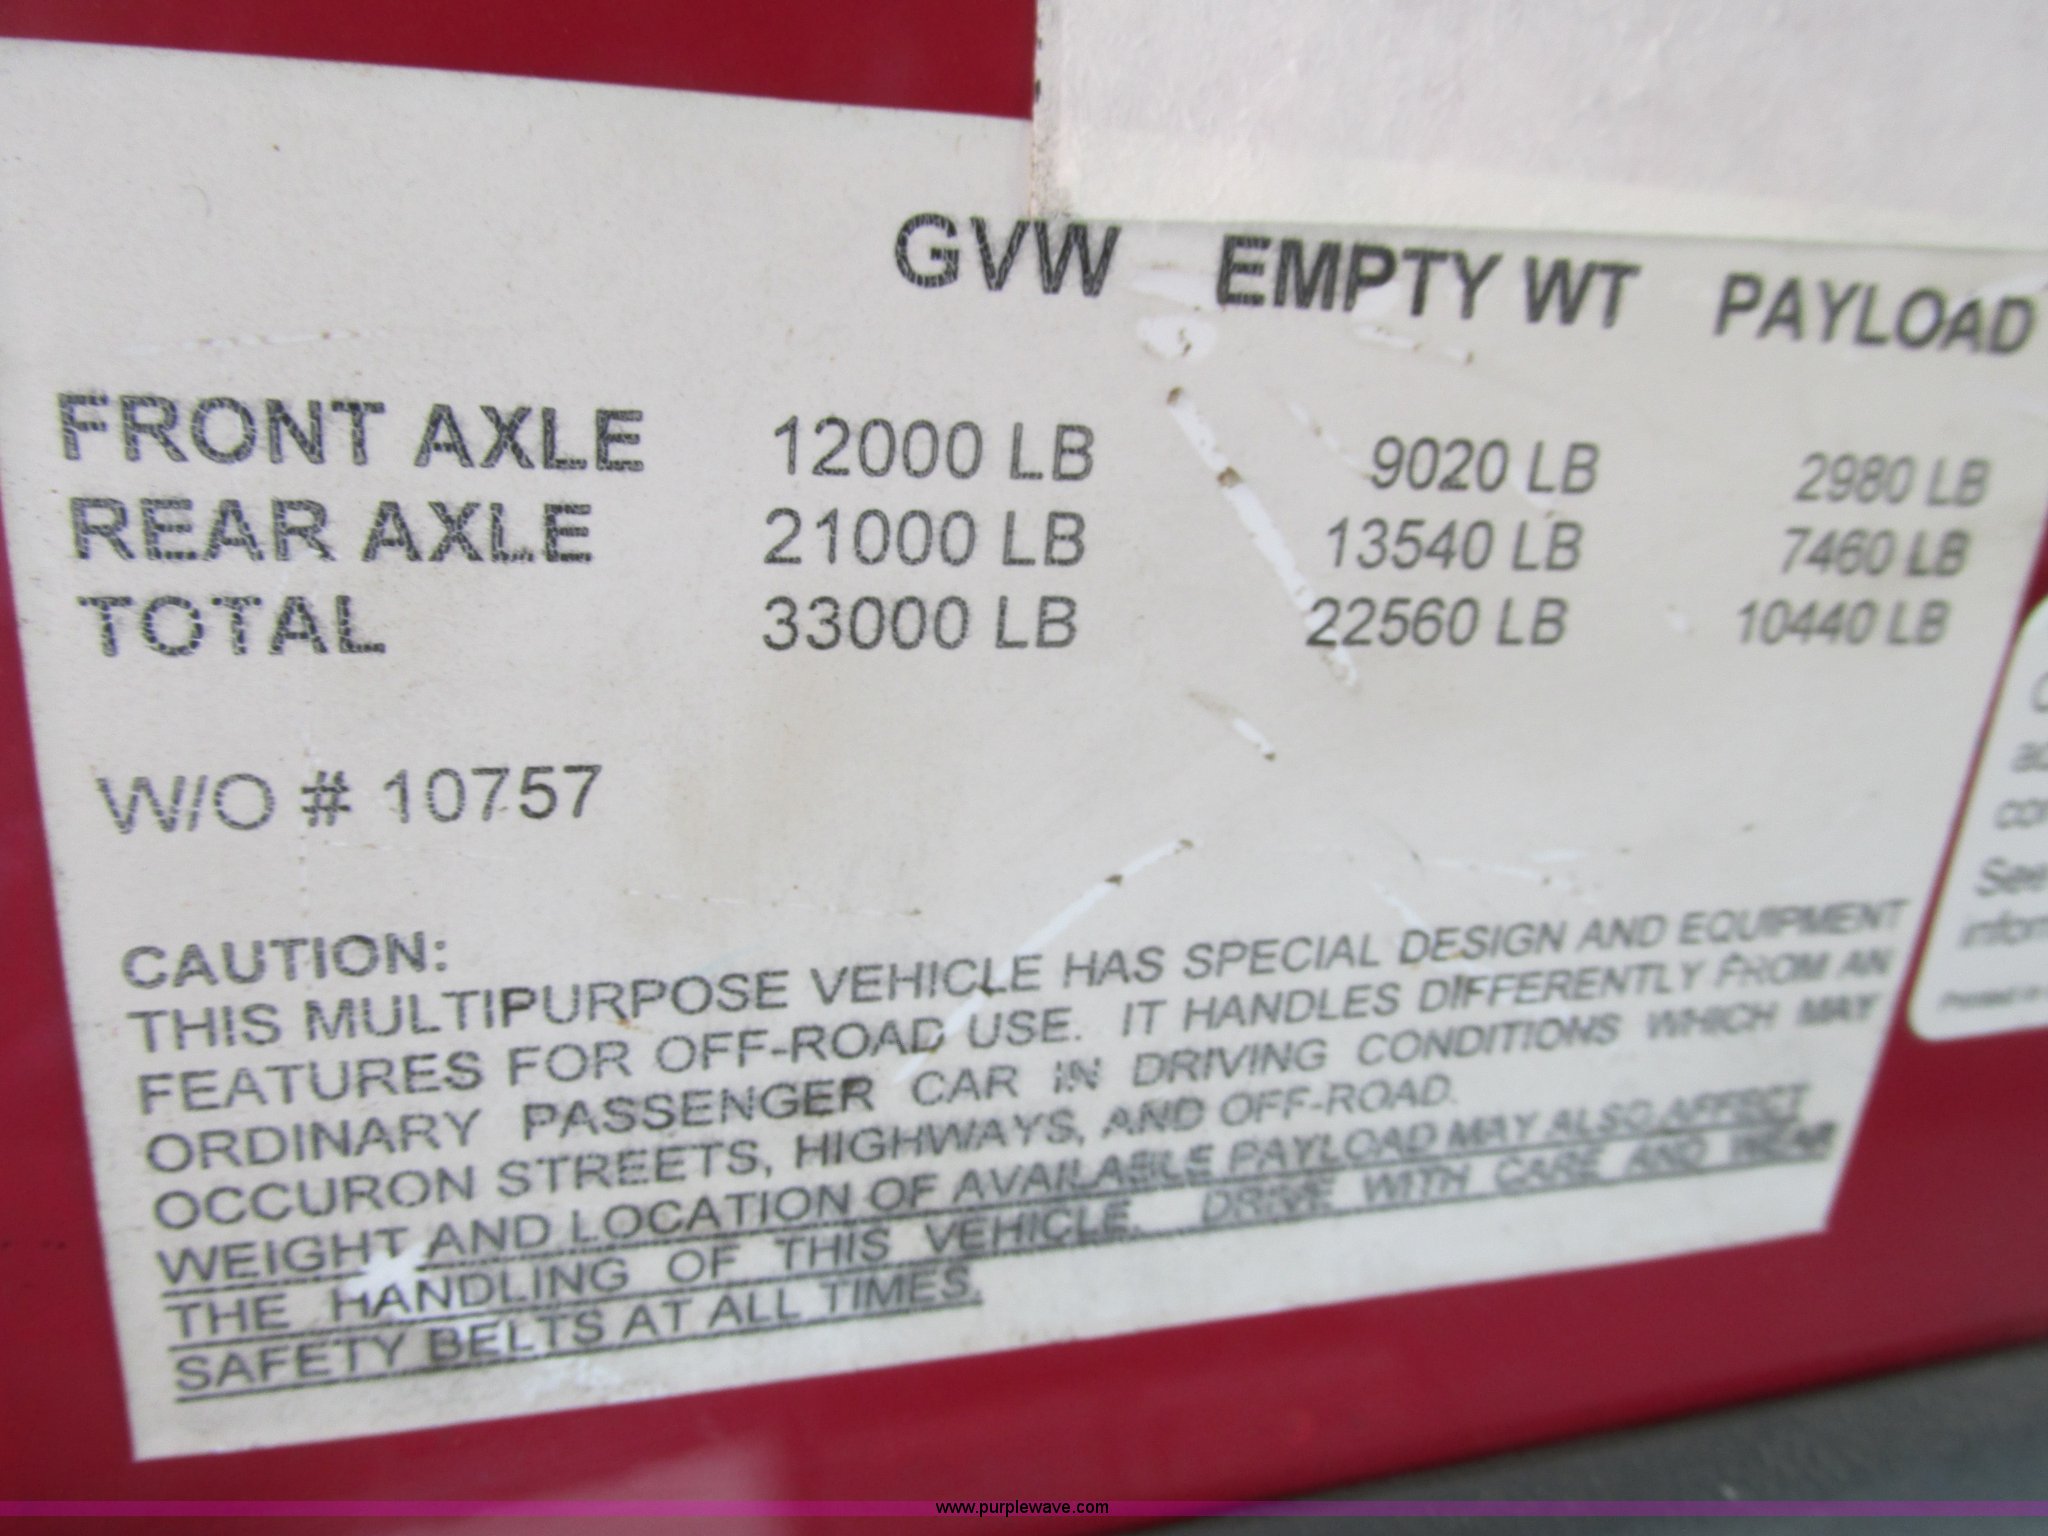 GVW EMPTY WT PAYLOAD
FRONT AXLE 12000 LB 9020 LB 2980 LB
REAR AXLE 21000 LB 13540 LB 7460 LB
TOTAL 33000 LB 22560 LB 10440 LB
W/O # 10757
CAUTION:
THIS MULTIPURPOSE VEHICLE HAS SPECIAL DESIGN AND EQUIPMENT
FEATURES FOR OFF-ROAD USE. IT HANDLES DIFFERENTLY FROM AN
ORDINARY PASSENGER CAR IN DRIVING CONDITIONS WHICH MAY
OCCURON STREETS, HIGHWAYS, AND OFF-ROAD.
WEIGHT AND LOCATION OF AVAILABLE PAYLOAD MAY ALSO AFFECT
THE HANDLING OF THIS VEHICLE. DRIVE WITH CARE AND WEAR
SAFETY BELTS AT ALL TIMES.
See
www.purplewave.com